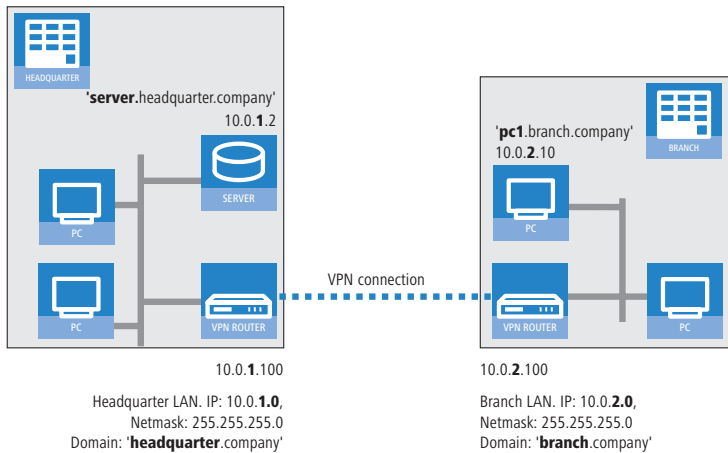 HEADQUARTER
'server.headquarter.company'
10.0.1.2
SERVER
PC
PC
VPN ROUTER
VPN connection
'pc1.branch.company'
10.0.2.10
BRANCH
PC
VPN ROUTER
PC
10.0.1.100
Headquarter LAN. IP: 10.0.1.0,
Netmask: 255.255.255.0
Domain: 'headquarter.company'
10.0.2.100
Branch LAN. IP: 10.0.2.0,
Netmask: 255.255.255.0
Domain: 'branch.company'